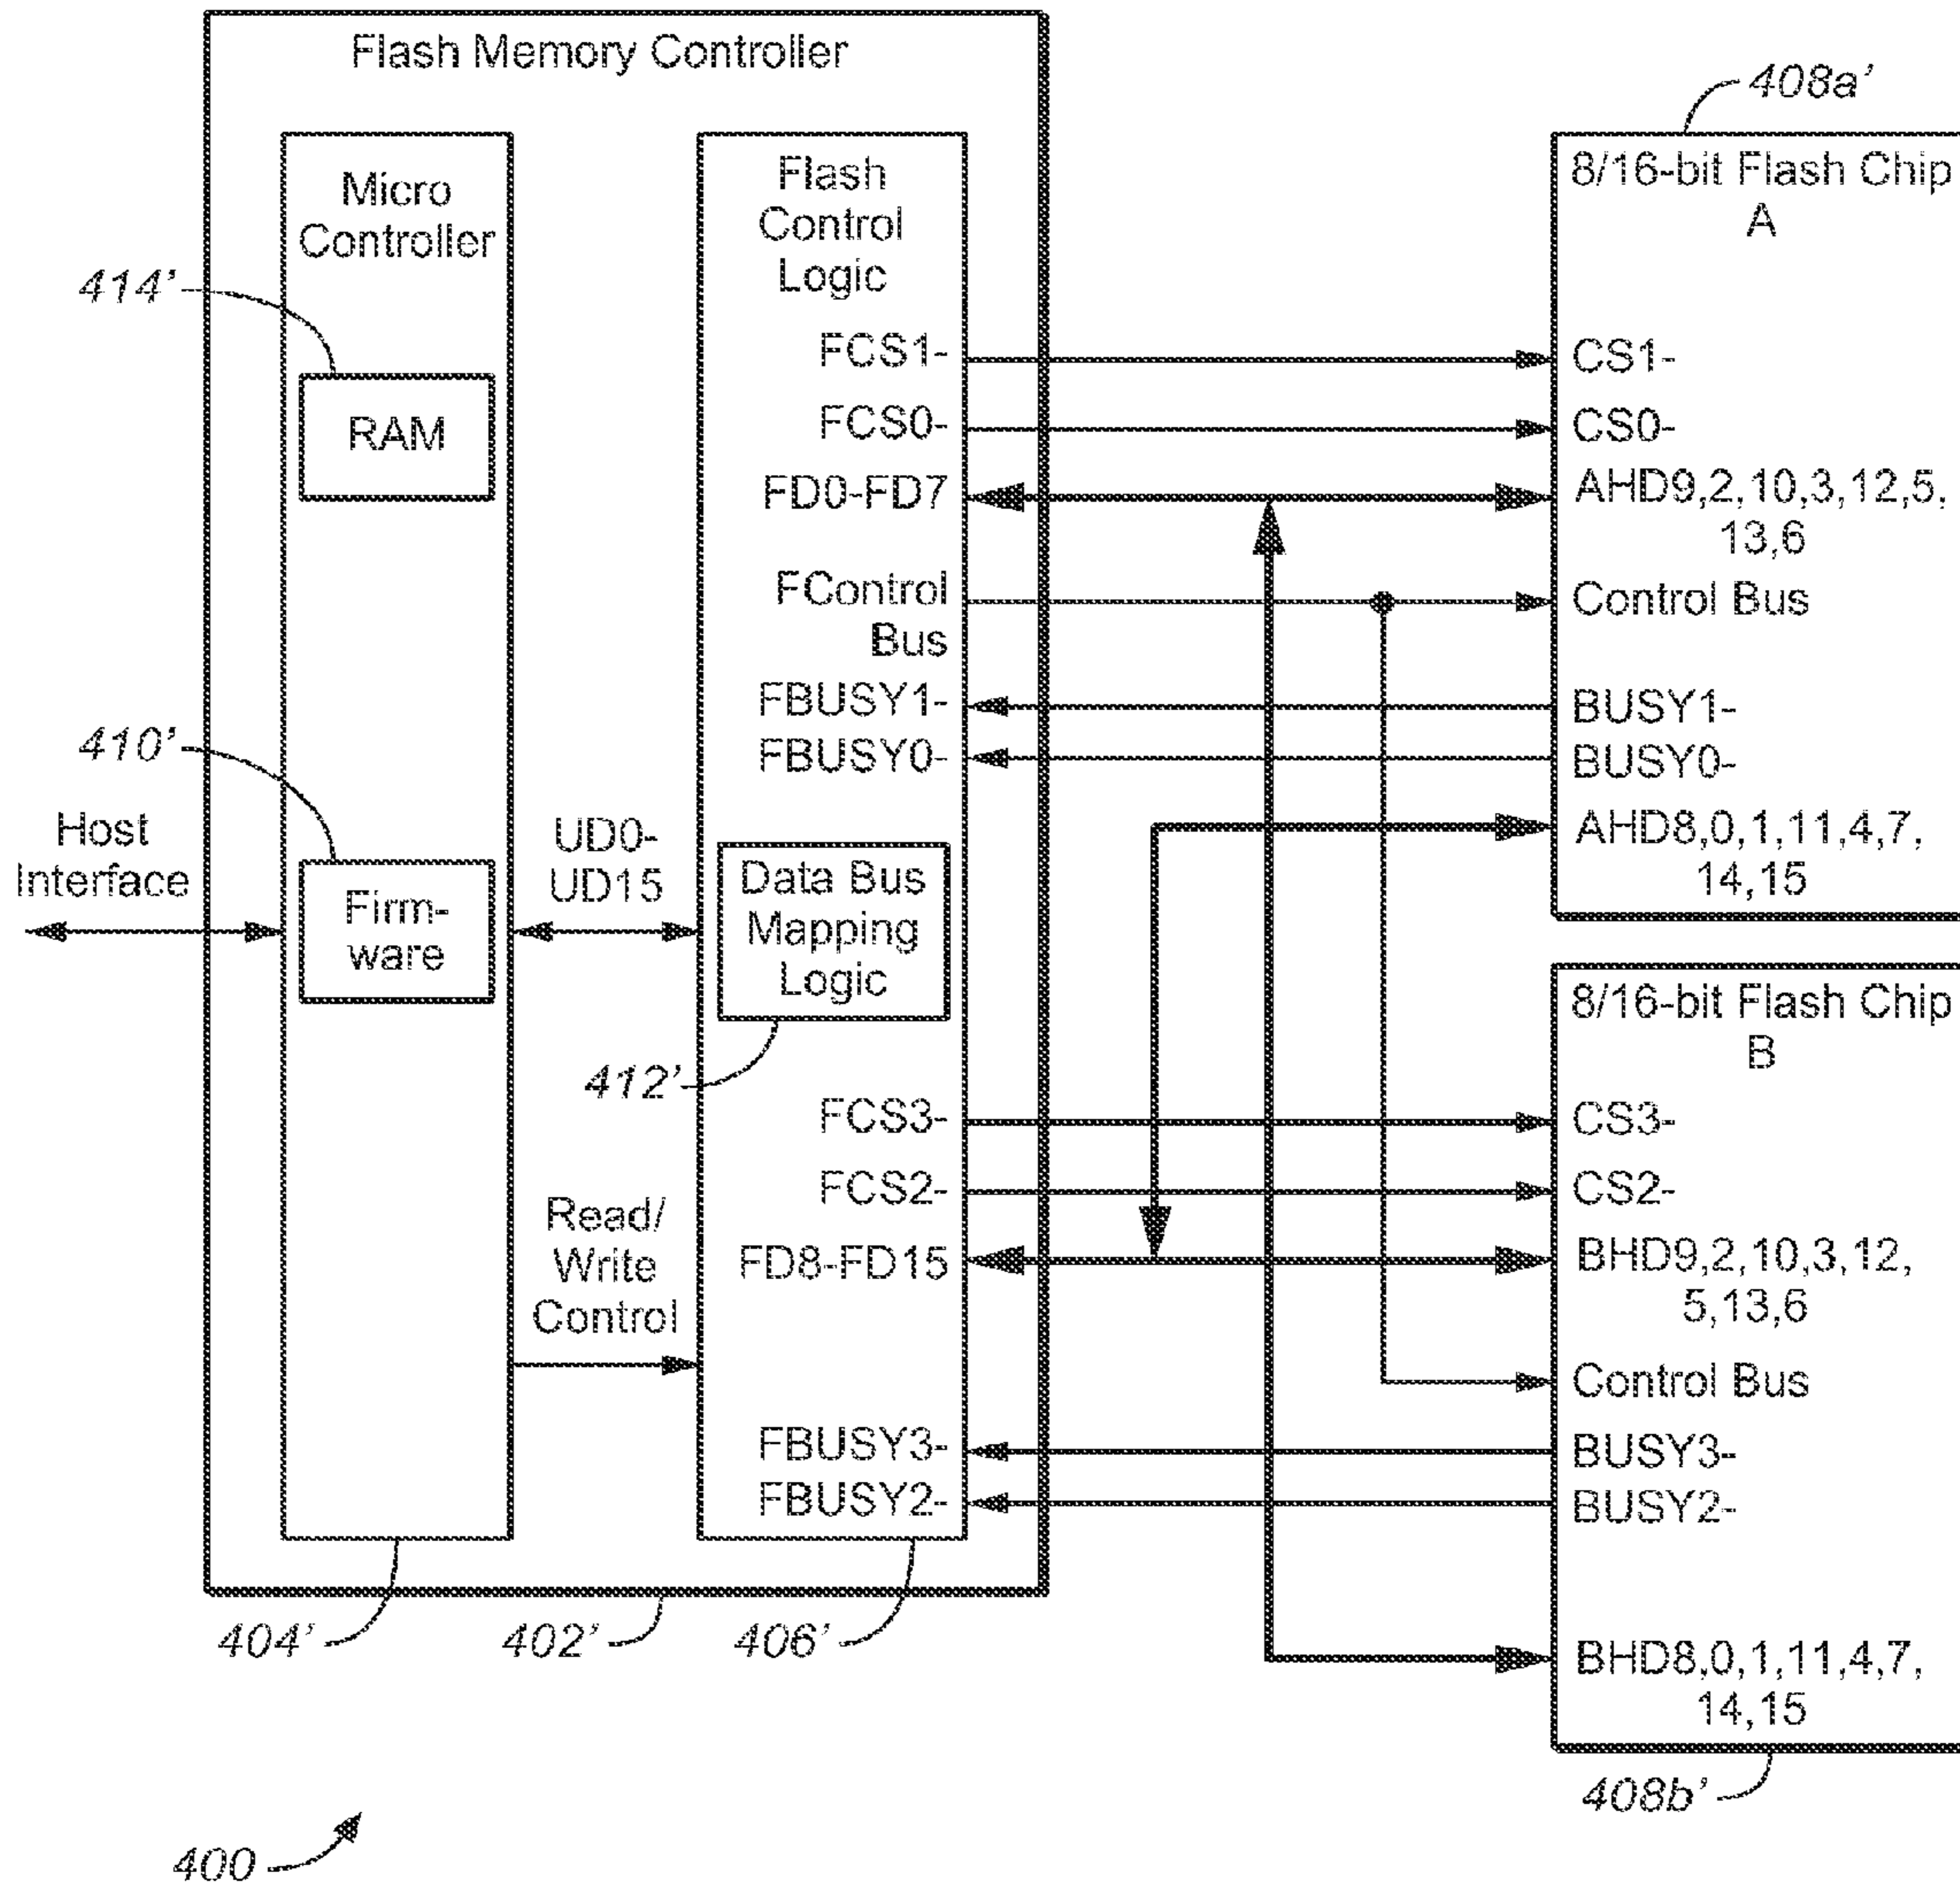 Flash Memory Controller
408a’
8/16-bit Flash Chip
A
Micro
Controller
Flash
Control
Logic
414’
RAM
FCS1-
CS1-
FCS0-
CS0-
FD0-FD7
AHD9,2,10,3,12,5,
13,6
FControl
Bus
Control Bus
FBUSY1-
BUSY1-
FBUSY0-
BUSY0-
410’
Host
Interface
Firm-
ware
UD0-
UD15
Data Bus
Mapping
Logic
AHD8,0,1,11,4,7,
14,15
412’
8/16-bit Flash Chip
B
FCS3-
CS3-
FCS2-
CS2-
Read/
Write
Control
FD8-FD15
BHD9,2,10,3,12,
5,13,6
Control Bus
FBUSY3-
BUSY3-
FBUSY2-
BUSY2-
404’
402’
406’
BHD8,0,1,11,4,7,
14,15
408b’
400